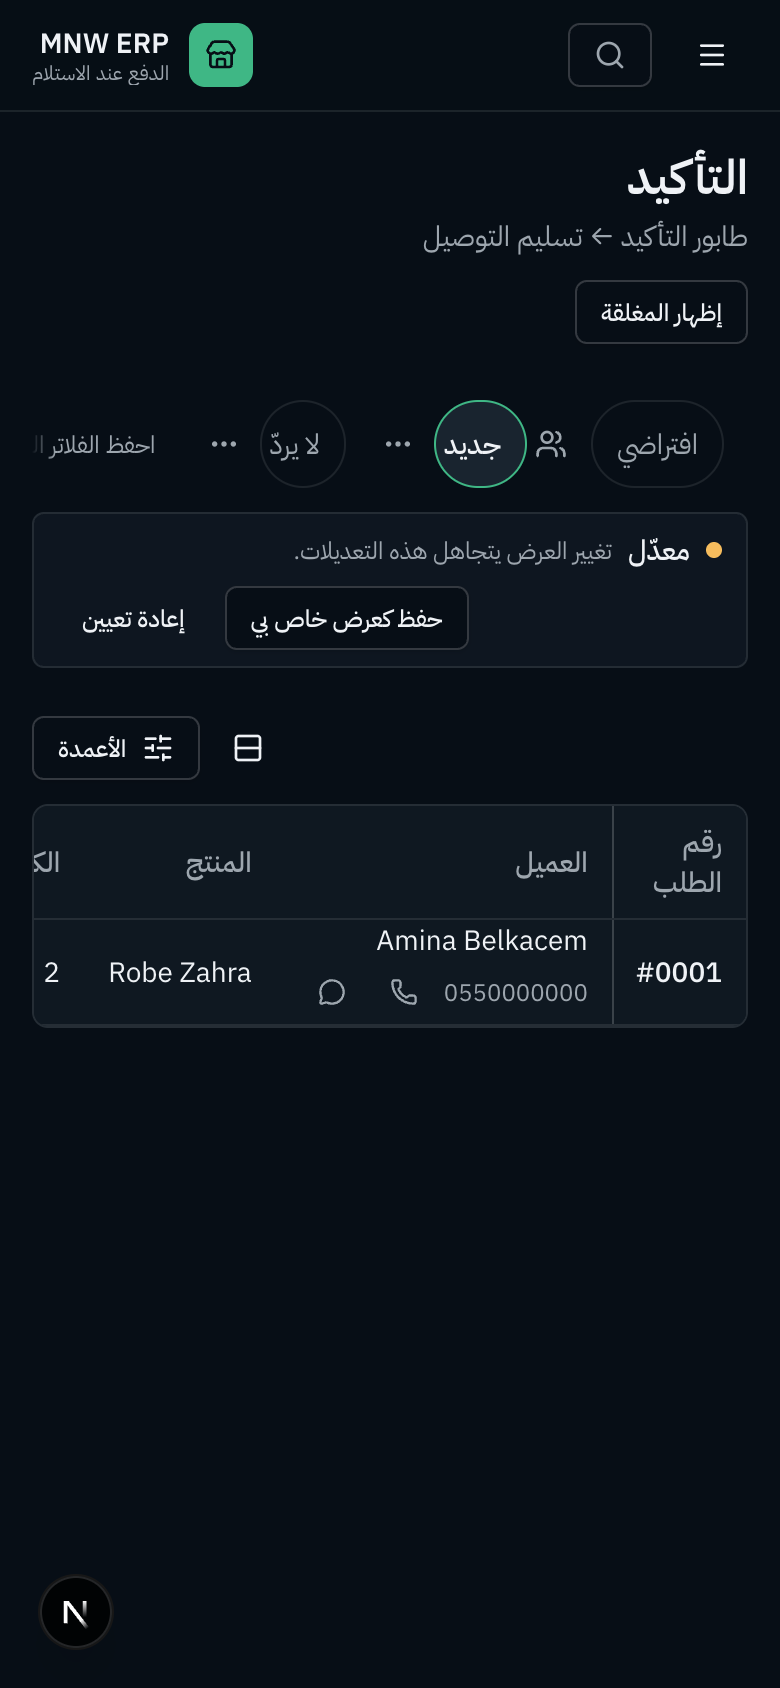 MNW ERP
الدفع عند الاستلام
التأكيد
طابور التأكيد ← تسليم التوصيل
إظهار المغلقة
افتراضي
جديد
لا يردّ
احفظ الفلاتر
معدّل
تغيير العرض يتجاهل هذه التعديلات.
حفظ كعرض خاص بي
إعادة تعيين
الأعمدة
رقم الطلب
العميل
المنتج
#0001
Amina Belkacem
0550000000
Robe Zahra
2
N